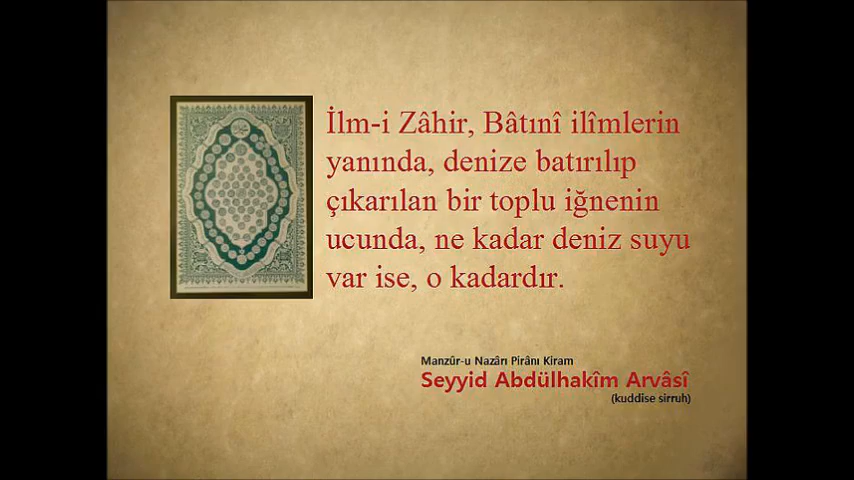 İlm-i Zâhir, Bâtınî ilîmlerin
yanında, denize batırılıp
çıkarılan bir toplu iğnenin
ucunda, ne kadar deniz suyu
var ise, o kadardır.
Manzûr-u Nazârı Pirânı Kiram
Seyyid Abdülhakîm Arvâsî
(kuddise sirruh)